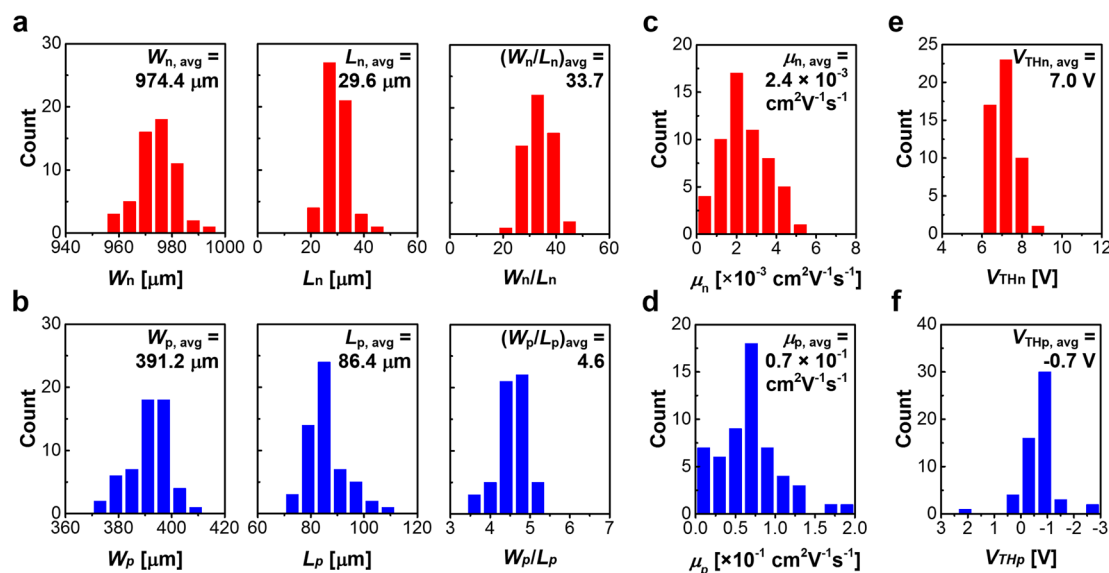 a
30
20
10
0
Count
Wn, avg =
974.4 μm
940 960 980 1000
Wn [μm]
Ln, avg =
29.6 μm
0 20 40 60
Ln [μm]
(Wn/Ln)avg =
33.7
0 20 40 60
Wn/Ln
c
20
15
10
5
0
Count
μn, avg =
2.4 × 10-3
cm2V-1s-1
0 2 4 6 8
μn [×10-3 cm2V-1s-1]
e
25
20
15
10
5
0
Count
VTHn, avg =
7.0 V
4 6 8 10 12
VTHn [V]
b
30
20
10
0
Count
Wp, avg =
391.2 μm
360 380 400 420
Wp [μm]
Lp, avg =
86.4 μm
60 80 100 120
Lp [μm]
(Wp/Lp)avg =
4.6
3 4 5 6 7
Wp/Lp
d
20
15
10
5
0
Count
μp, avg =
0.7 × 10-1
cm2V-1s-1
0.0 0.5 1.0 1.5 2.0
μp [×10-1 cm2V-1s-1]
f
40
30
20
10
0
Count
VTHp, avg =
-0.7 V
3 2 1 0 -1 -2 -3
VTHp [V]